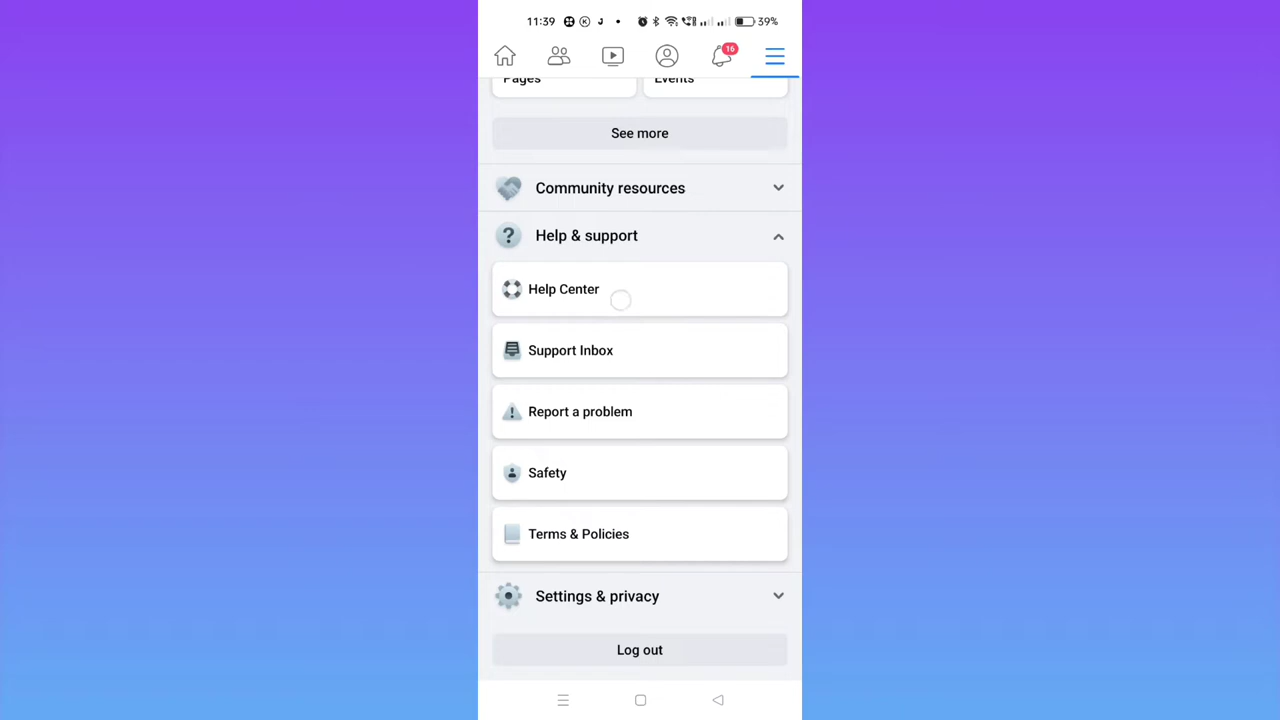 11:39 K J 39%
16
Pages Events
See more
Community resources
Help & support
Help Center
Support Inbox
Report a problem
Safety
Terms & Policies
Settings & privacy
Log out